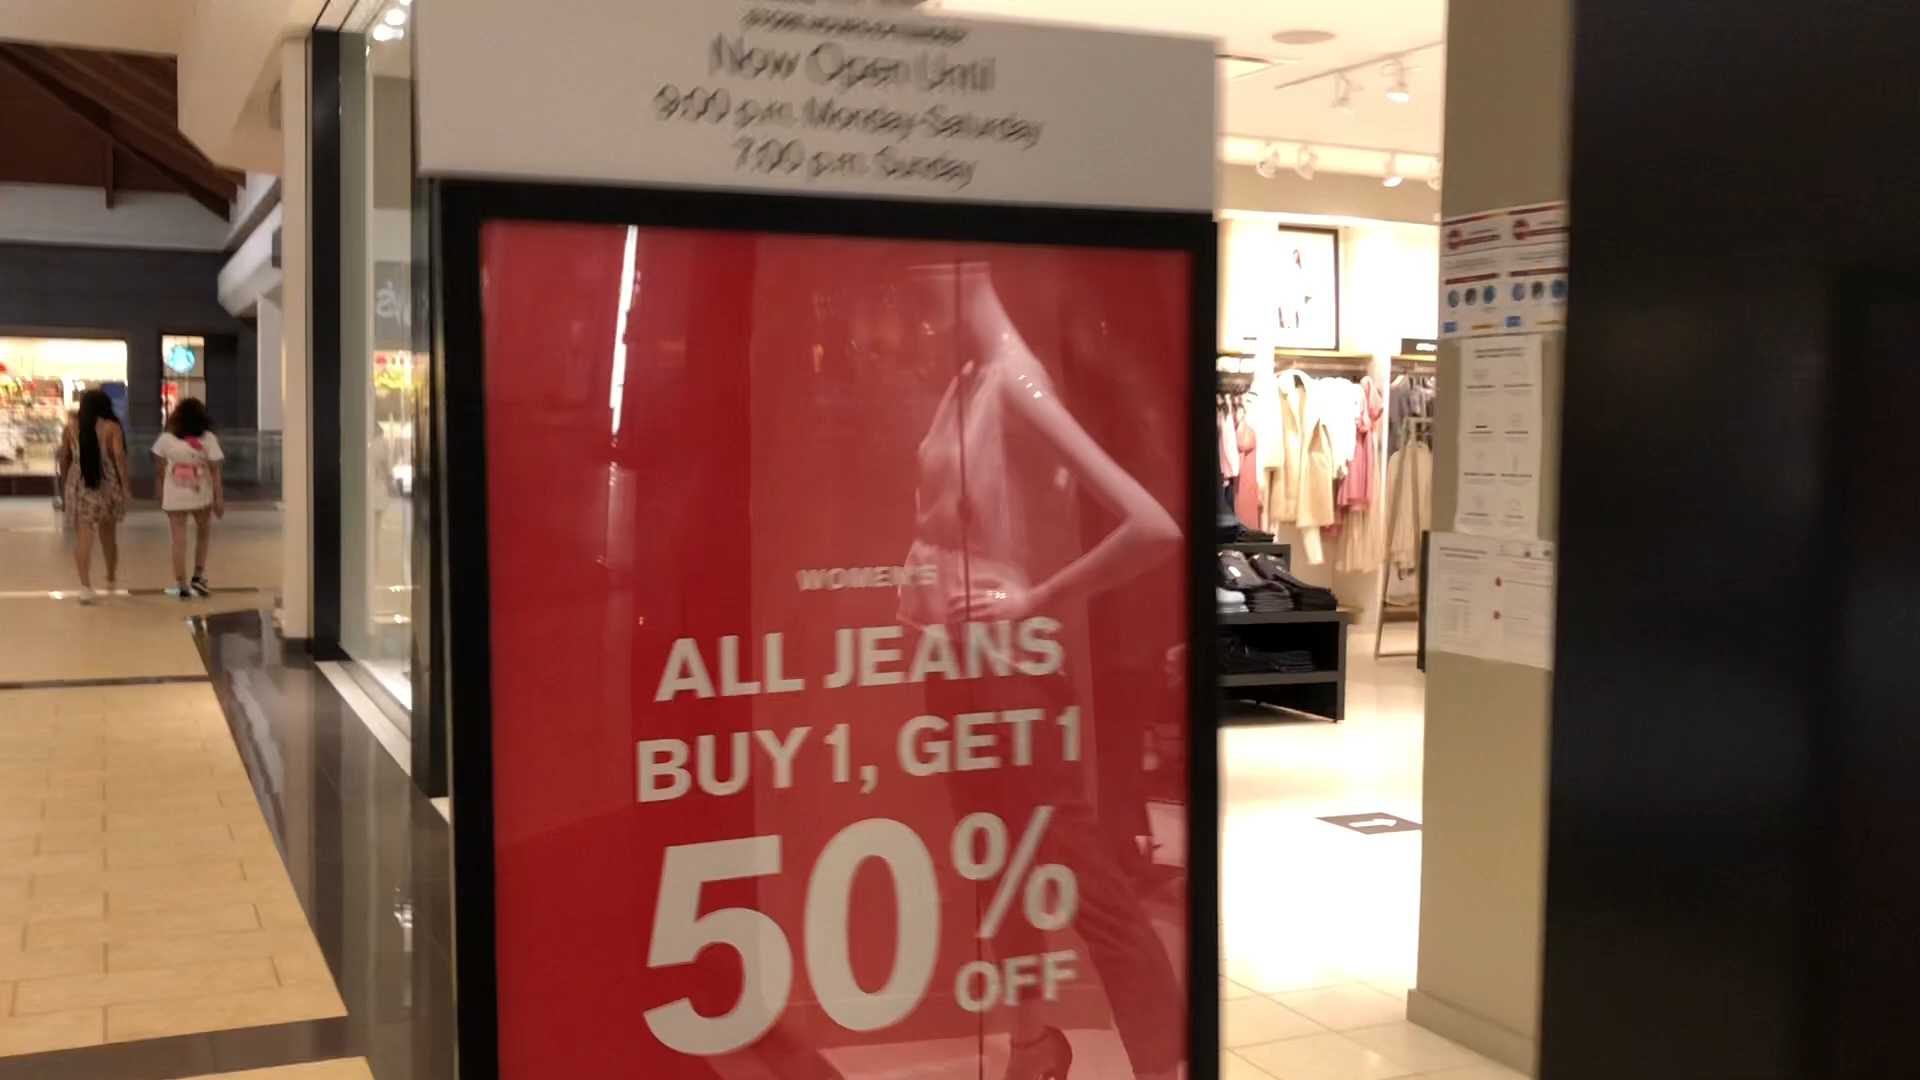 Now Open Until
9:00 p.m. Monday-Saturday
7:00 p.m. Sunday
WOMEN'S
ALL JEANS
BUY 1, GET 1
50%
OFF